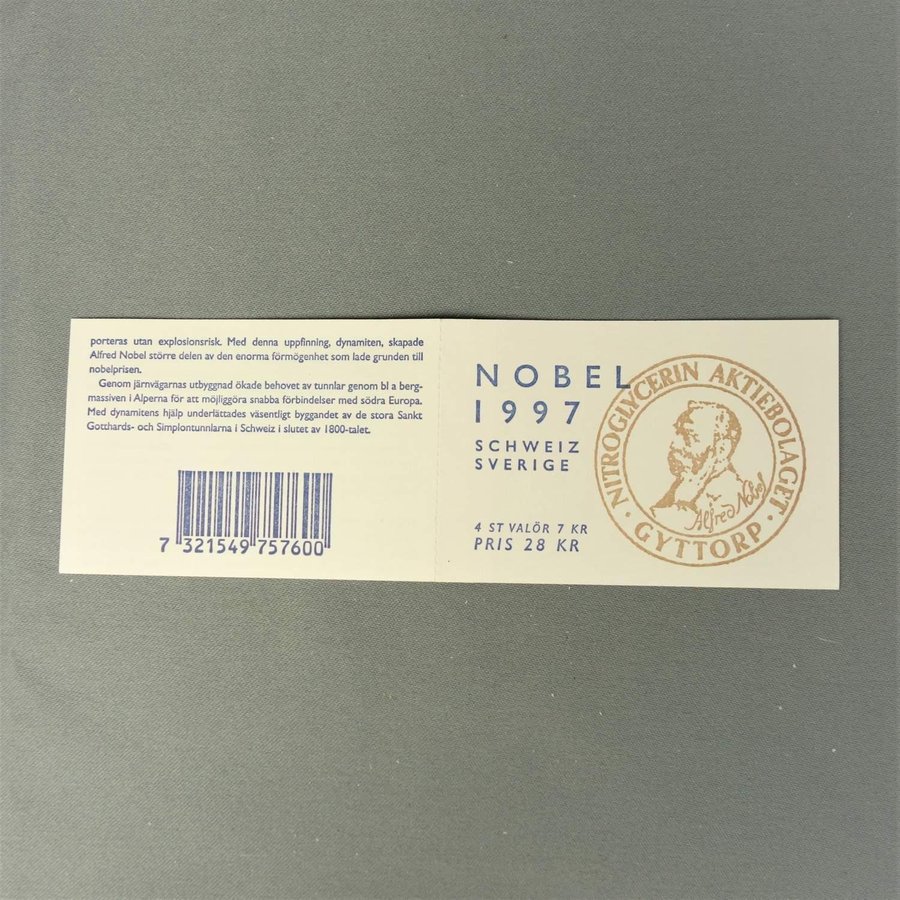 porteras utan explosionsrisk. Med denna uppfinning, dynamiten, skapade
Alfred Nobel större delen av den enorma förmögenhet som lade grunden till
nobelprisen.
Genom järnvägarnas utbyggnad ökade behovet av tunnlar genom bl a berg-
massiven i Alperna för att möjliggöra snabba förbindelser med södra Europa.
Med dynamitens hjälp underlättades väsentligt byggandet av de stora Sankt
Gotthards- och Simplontunnlarna i Schweiz i slutet av 1800-talet.
7 321549 757600
NOBEL
1997
SCHWEIZ
SVERIGE
4 ST VALÖR 7 KR
PRIS 28 KR
NITROGLYCERIN AKTIEBOLAGET
· GYTTORP ·
Alfred Nobel